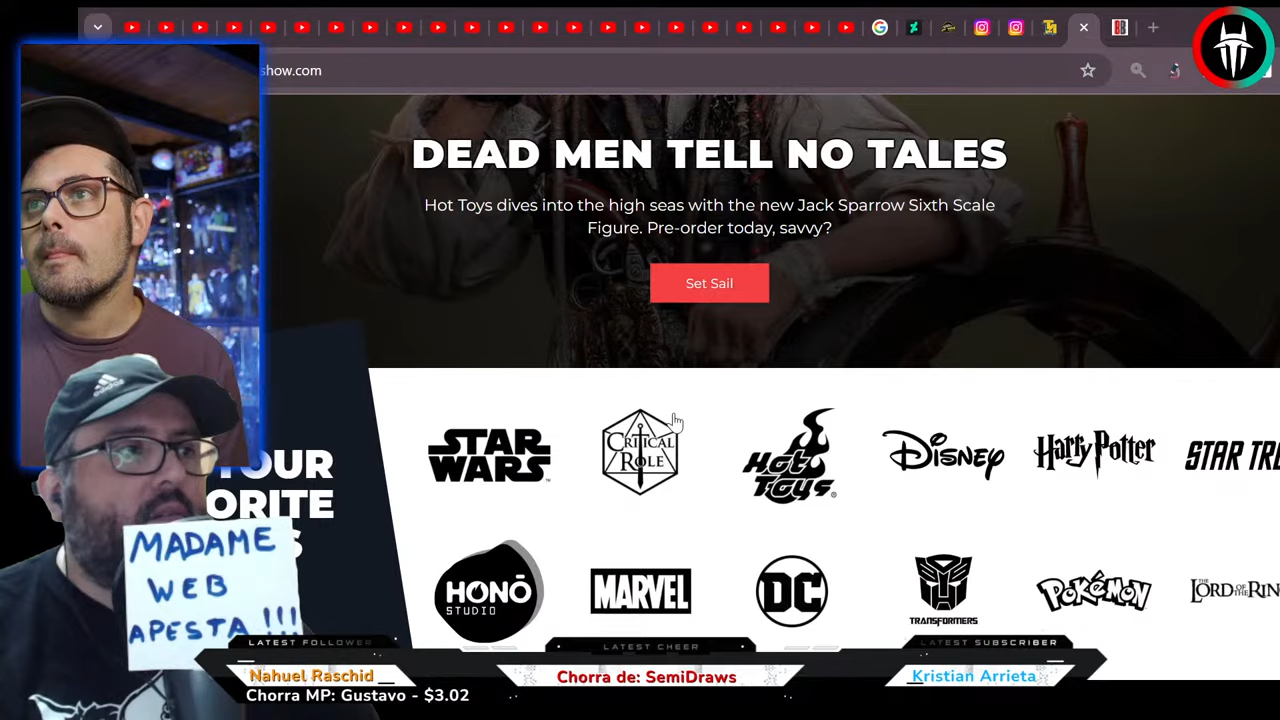 show.com
DEAD MEN TELL NO TALES
Hot Toys dives into the high seas with the new Jack Sparrow Sixth Scale
Figure. Pre-order today, savvy?
Set Sail
OUR
ORITE
S
STAR WARS
CRITICAL ROLE
Hot Toys
Disney
Harry Potter
STAR TR
HONŌ STUDIO
MARVEL
DC
TRANSFORMERS
POKÉMON
THE LORD OF THE RIN
MADAME
WEB
APESTA !!!
LATEST FOLLOWER
LATEST CHEER
LATEST SUBSCRIBER
Nahuel Raschid
Chorra de: SemiDraws
Kristian Arrieta
Chorra MP: Gustavo - $3.02